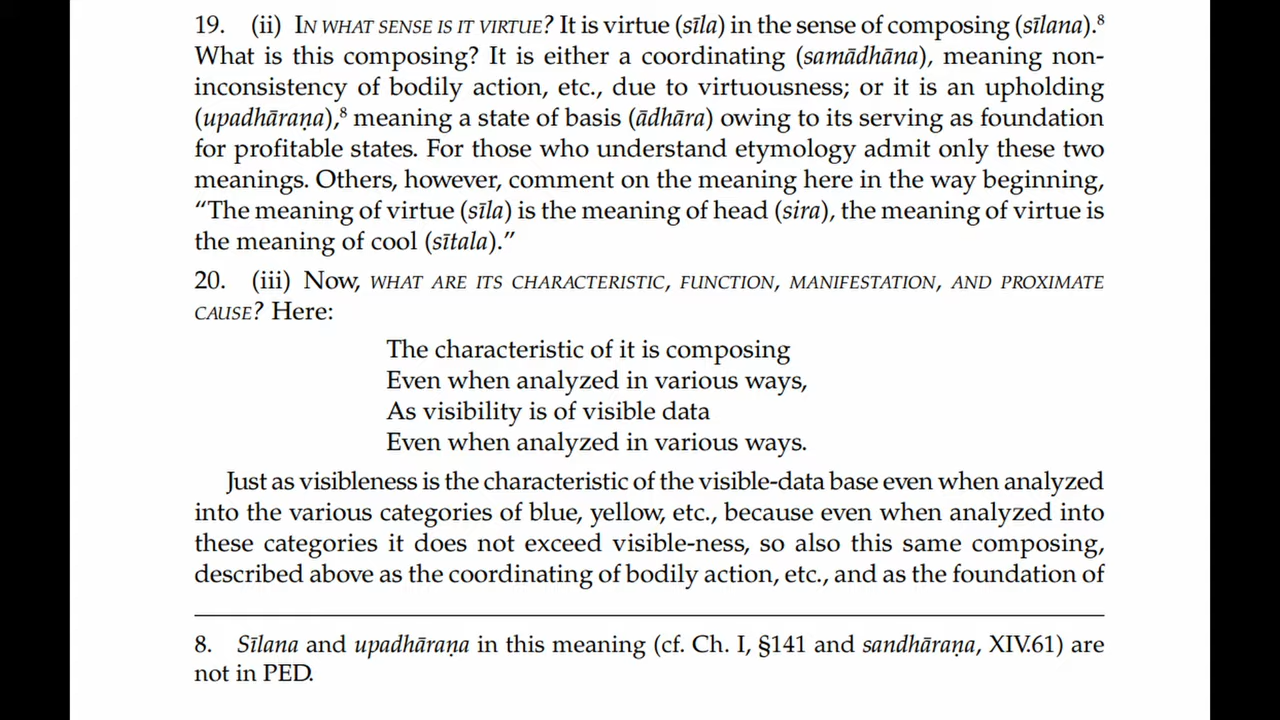 19. (ii) IN WHAT SENSE IS IT VIRTUE? It is virtue (sīla) in the sense of composing (sīlana).⁸
What is this composing? It is either a coordinating (samādhāna), meaning non-
inconsistency of bodily action, etc., due to virtuousness; or it is an upholding
(upadhāraṇa),⁸ meaning a state of basis (ādhāra) owing to its serving as foundation
for profitable states. For those who understand etymology admit only these two
meanings. Others, however, comment on the meaning here in the way beginning,
“The meaning of virtue (sīla) is the meaning of head (sira), the meaning of virtue is
the meaning of cool (sītala).”
20. (iii) Now, WHAT ARE ITS CHARACTERISTIC, FUNCTION, MANIFESTATION, AND PROXIMATE
CAUSE? Here:
The characteristic of it is composing
Even when analyzed in various ways,
As visibility is of visible data
Even when analyzed in various ways.
Just as visibleness is the characteristic of the visible-data base even when analyzed
into the various categories of blue, yellow, etc., because even when analyzed into
these categories it does not exceed visible-ness, so also this same composing,
described above as the coordinating of bodily action, etc., and as the foundation of
8. Sīlana and upadhāraṇa in this meaning (cf. Ch. I, §141 and sandhāraṇa, XIV.61) are
not in PED.